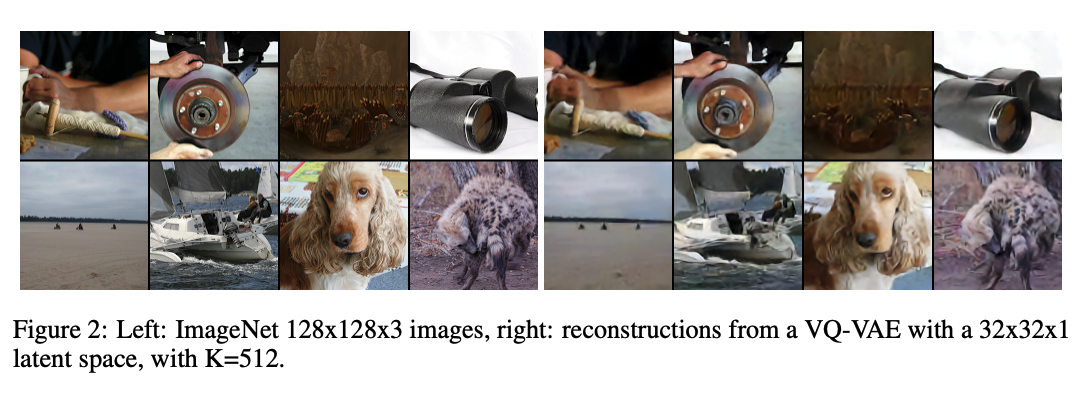 Figure 2: Left: ImageNet 128x128x3 images, right: reconstructions from a VQ-VAE with a 32x32x1
latent space, with K=512.